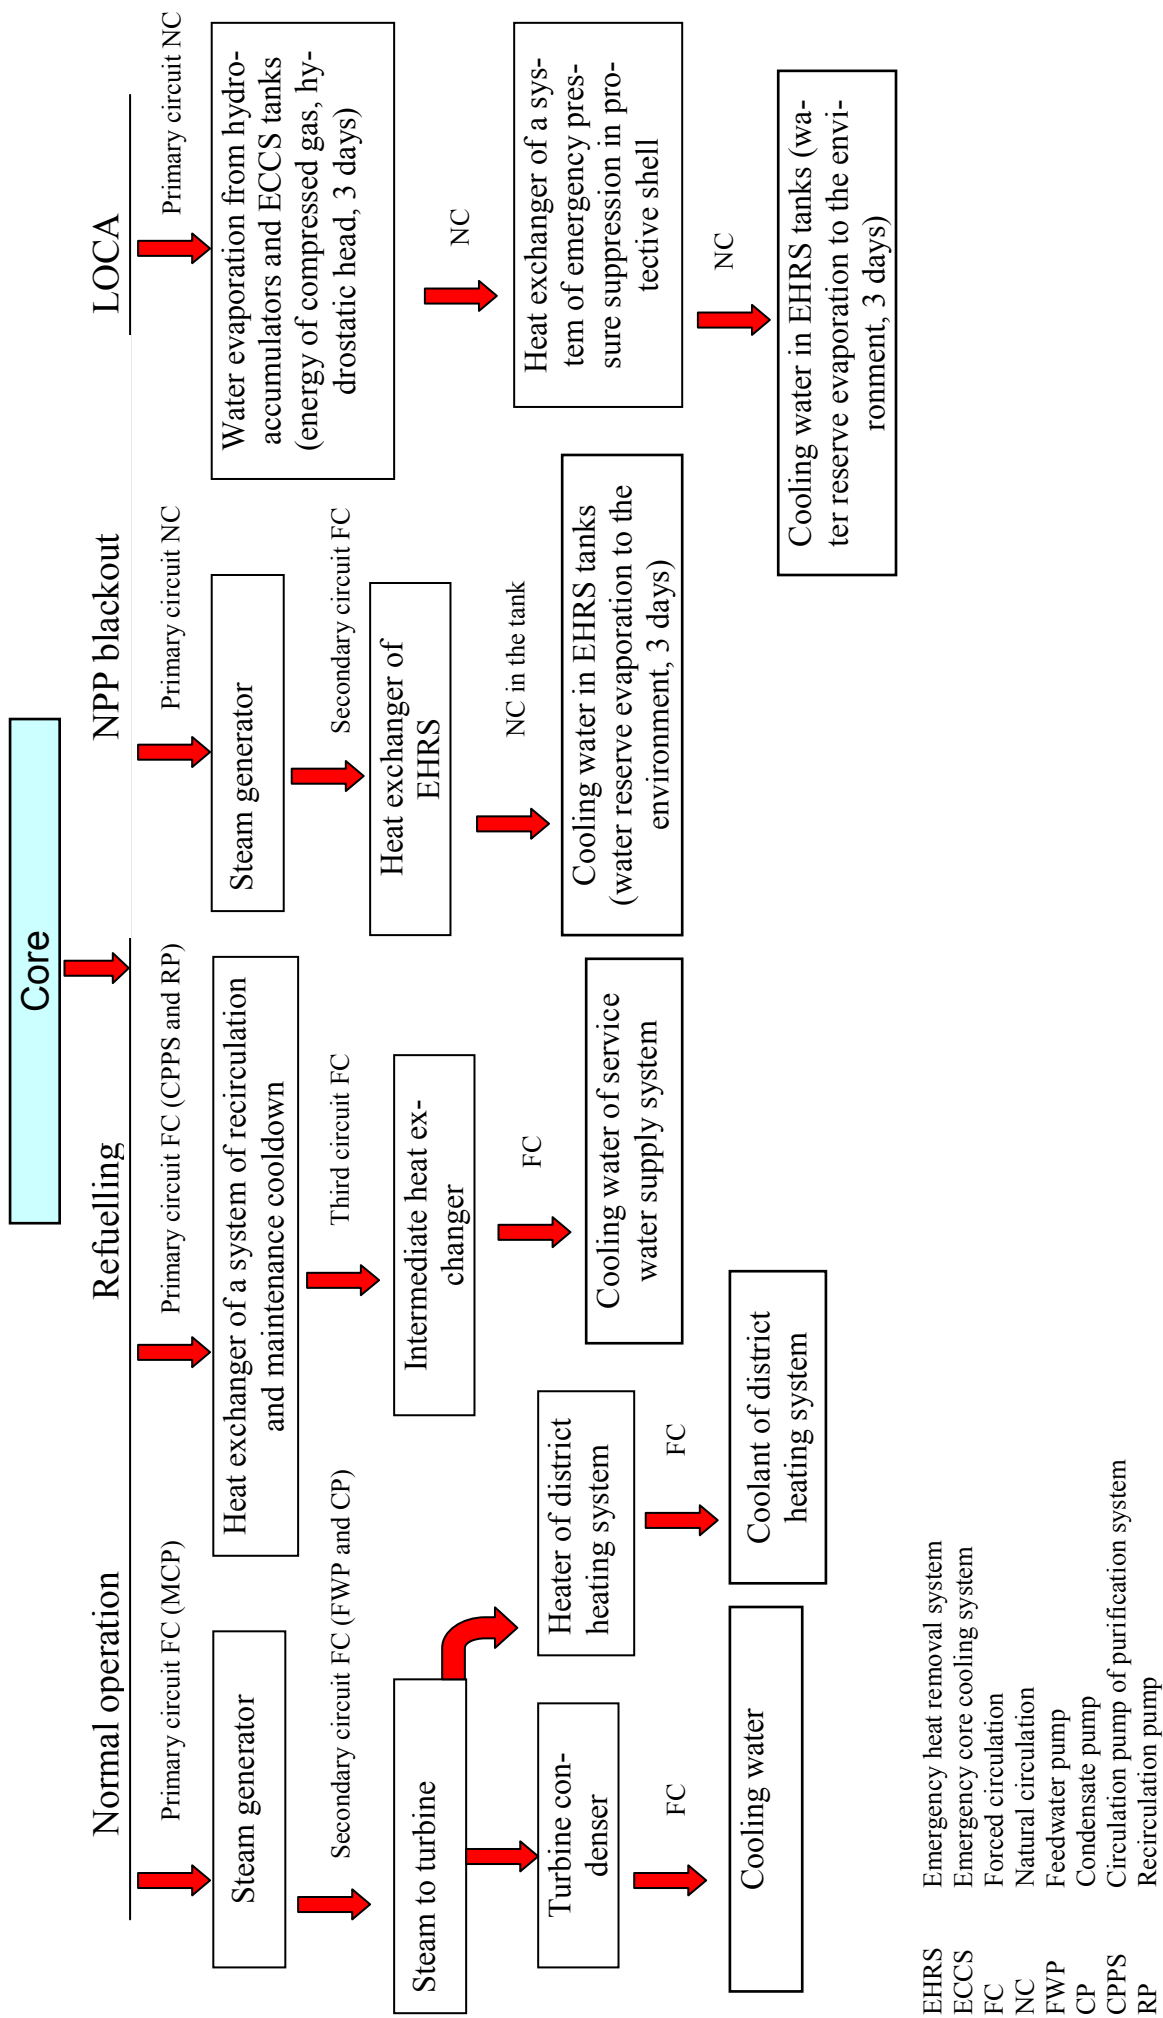 Core
Normal operation
Refuelling
NPP blackout
LOCA
Primary circuit FC (MCP)
Steam generator
Secondary circuit FC (FWP and CP)
Steam to turbine
Turbine con-
denser
FC
Cooling water
Heater of district
heating system
FC
Coolant of district
heating system
Primary circuit FC (CPPS and RP)
Heat exchanger of a system of recirculation
and maintenance cooldown
Third circuit FC
Intermediate heat ex-
changer
FC
Cooling water of service
water supply system
Primary circuit NC
Steam generator
Secondary circuit FC
Heat exchanger of
EHRS
NC in the tank
Cooling water in EHRS tanks
(water reserve evaporation to the
environment, 3 days)
Primary circuit NC
Water evaporation from hydro-
accumulators and ECCS tanks
(energy of compressed gas, hy-
drostatic head, 3 days)
NC
Heat exchanger of a sys-
tem of emergency pres-
sure suppression in pro-
tective shell
NC
Cooling water in EHRS tanks (wa-
ter reserve evaporation to the envi-
ronment, 3 days)
EHRS Emergency heat removal system
ECCS Emergency core cooling system
FC Forced circulation
NC Natural circulation
FWP Feedwater pump
CP Condensate pump
CPPS Circulation pump of purification system
RP Recirculation pump